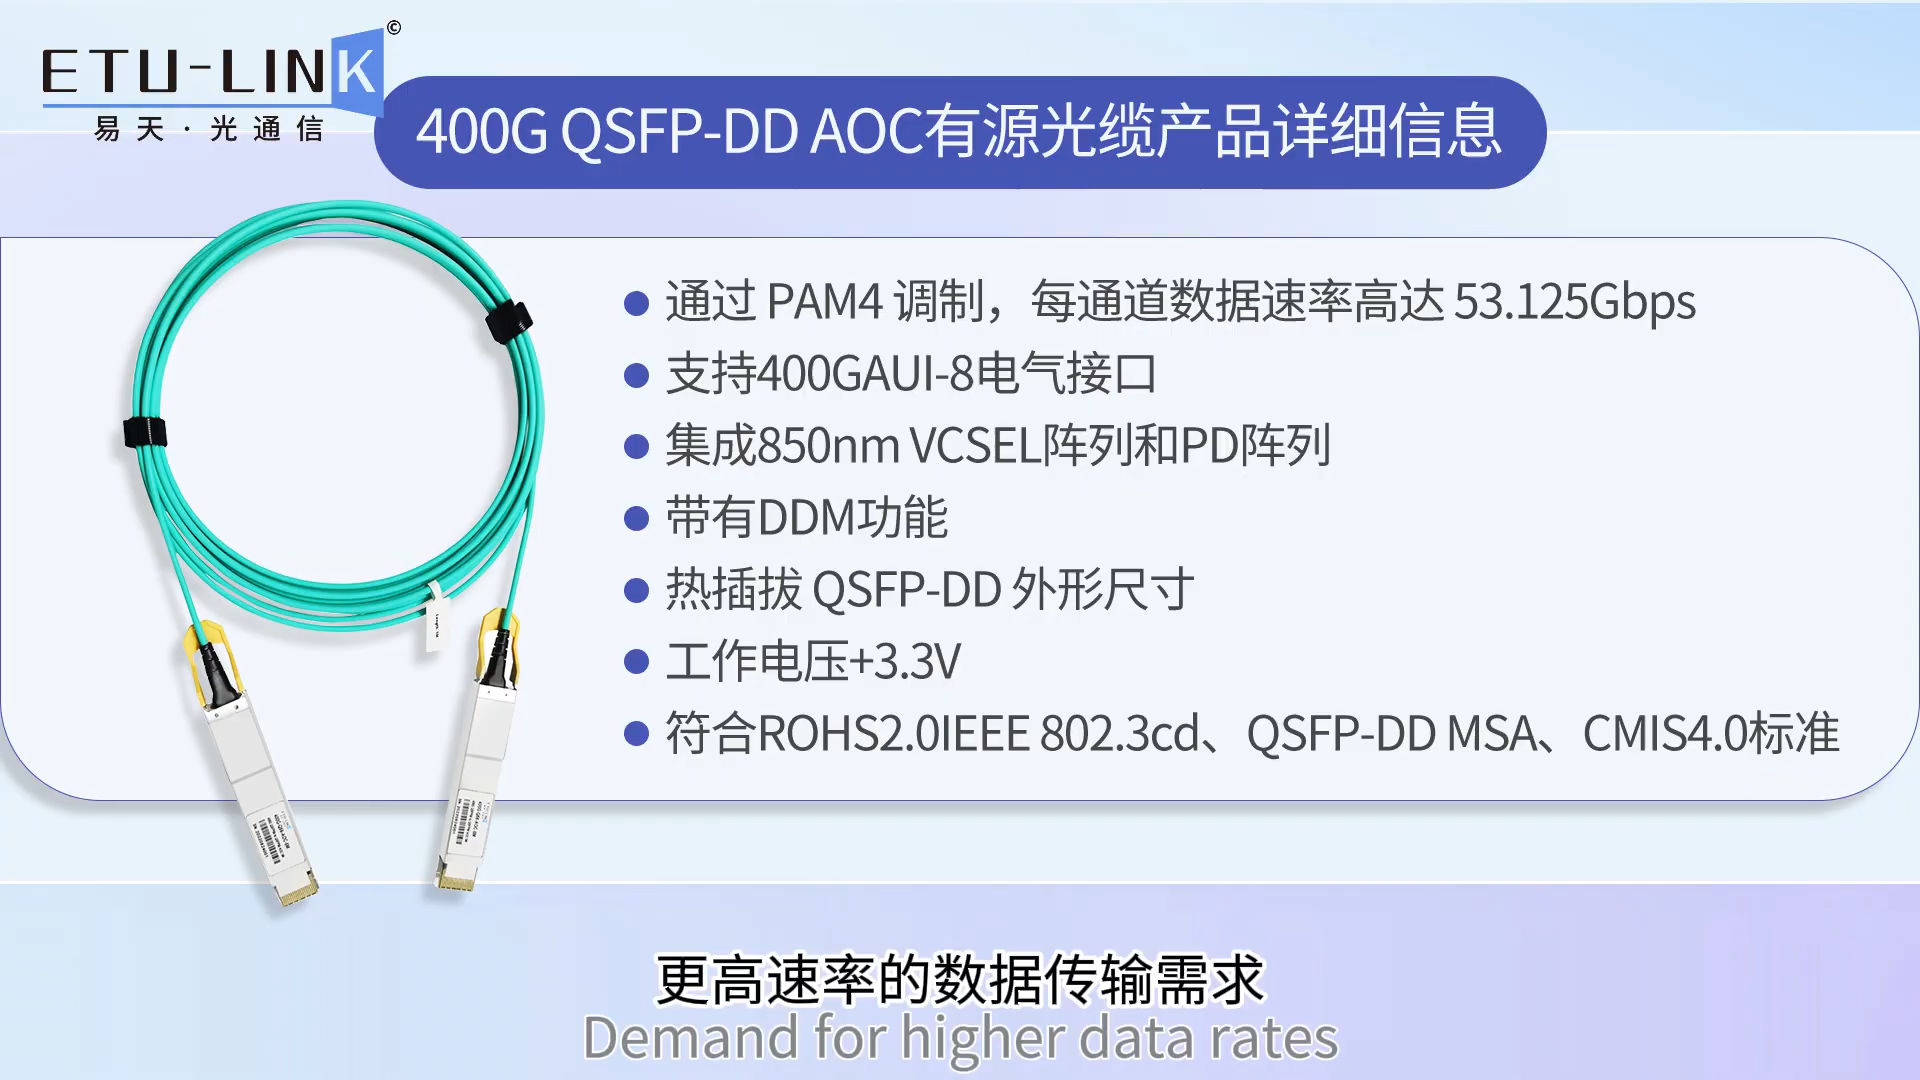 ETU-LINK©
易天·光通信
400G QSFP-DD AOC有源光缆产品详细信息
通过 PAM4 调制，每通道数据速率高达 53.125Gbps
支持400GAUI-8电气接口
集成850nm VCSEL阵列和PD阵列
带有DDM功能
热插拔 QSFP-DD 外形尺寸
工作电压+3.3V
符合ROHS2.0IEEE 802.3cd、QSFP-DD MSA、CMIS4.0标准
更高速率的数据传输需求
Demand for higher data rates